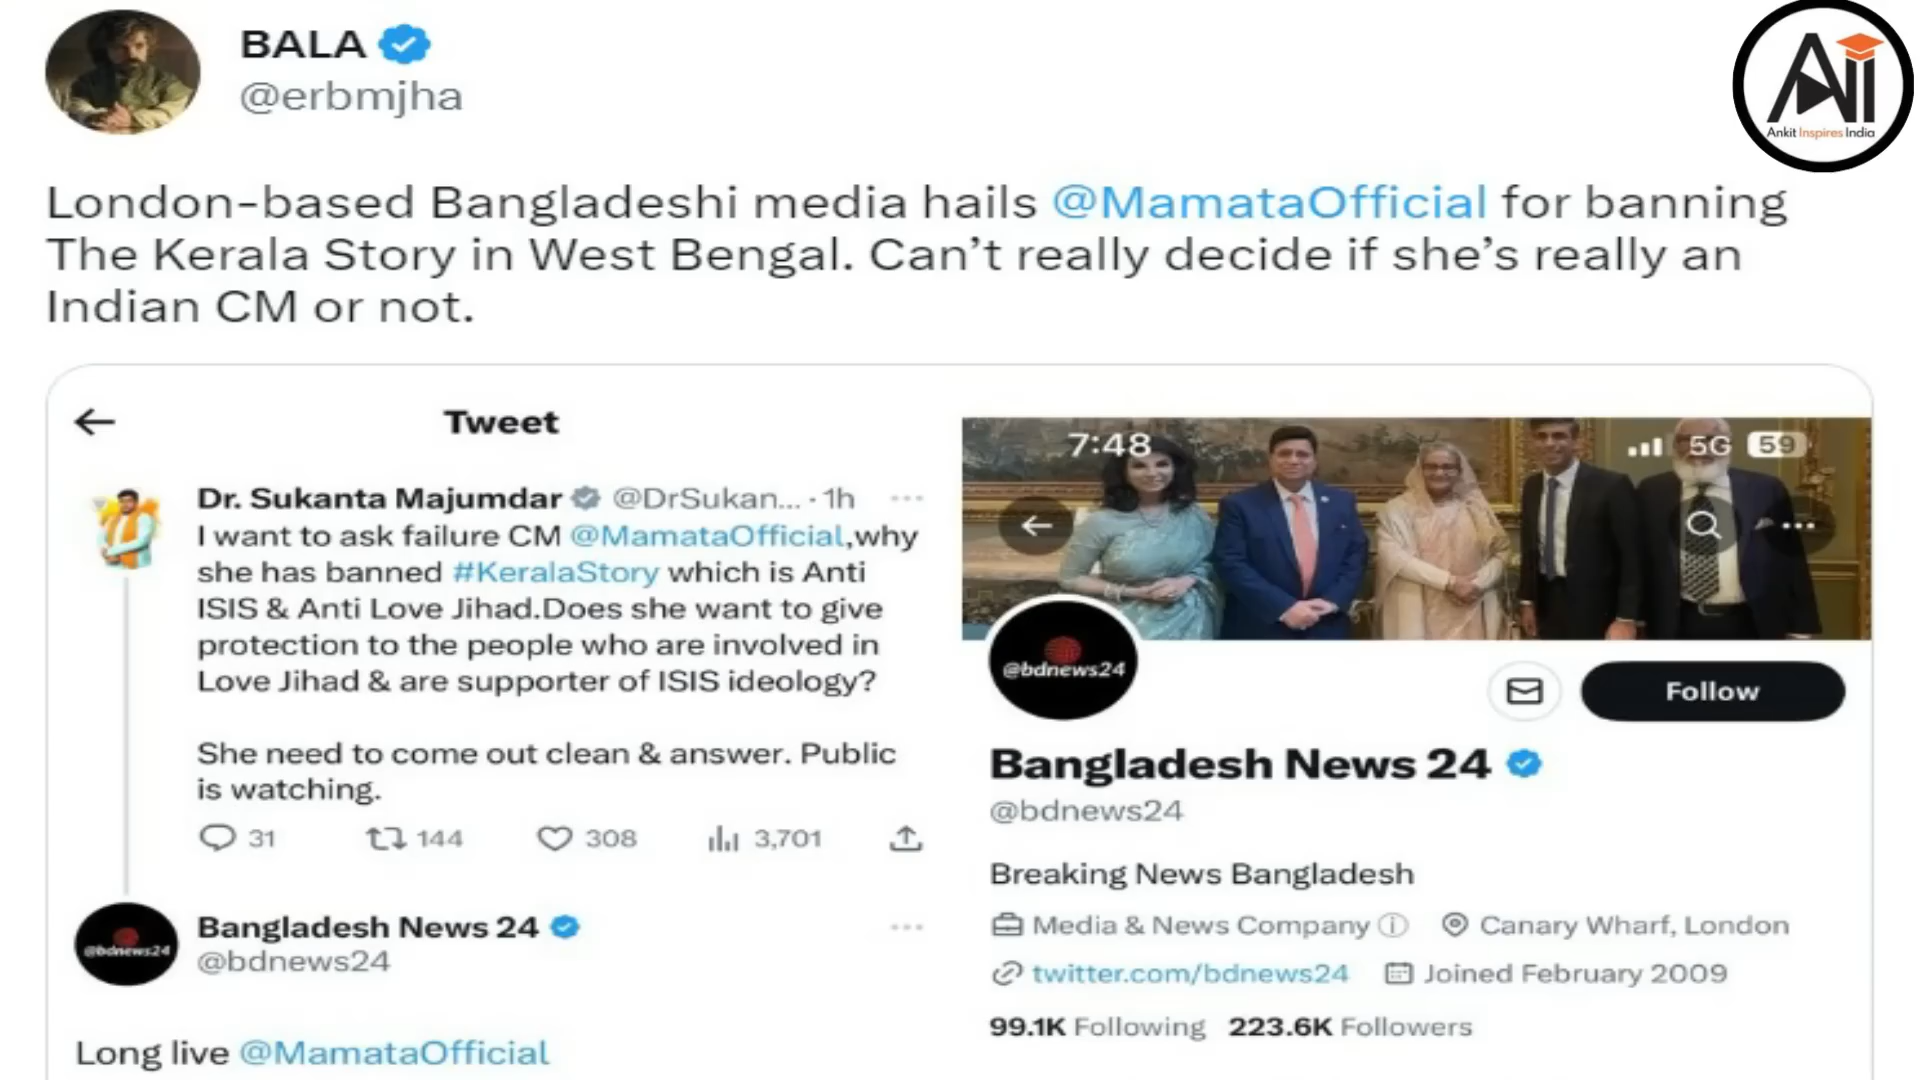 BALA
@erbmjha
Ankit Inspires India
London-based Bangladeshi media hails @MamataOfficial for banning
The Kerala Story in West Bengal. Can’t really decide if she’s really an
Indian CM or not.
Tweet
Dr. Sukanta Majumdar @DrSukan... · 1h
I want to ask failure CM @MamataOfficial,why
she has banned #KeralaStory which is Anti
ISIS & Anti Love Jihad.Does she want to give
protection to the people who are involved in
Love Jihad & are supporter of ISIS ideology?
She need to come out clean & answer. Public
is watching.
31 144 308 3,701
@bdnews24
Bangladesh News 24
@bdnews24
Long live @MamataOfficial
7:48 5G 59
@bdnews24
Follow
Bangladesh News 24
@bdnews24
Breaking News Bangladesh
Media & News Company Canary Wharf, London
twitter.com/bdnews24 Joined February 2009
99.1K Following 223.6K Followers